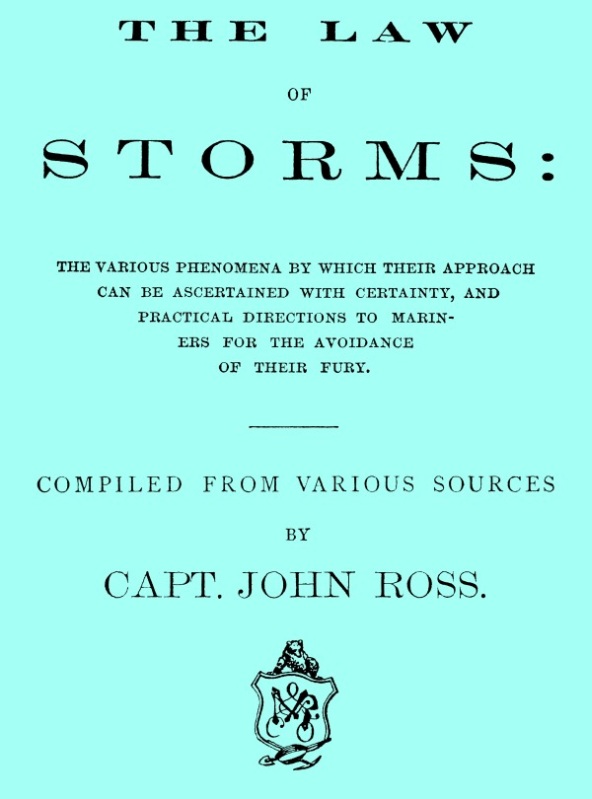 THE LAW
OF
STORMS:
THE VARIOUS PHENOMENA BY WHICH THEIR APPROACH
CAN BE ASCERTAINED WITH CERTAINTY, AND
PRACTICAL DIRECTIONS TO MARIN-
ERS FOR THE AVOIDANCE
OF THEIR FURY.
COMPILED FROM VARIOUS SOURCES
BY
CAPT. JOHN ROSS.